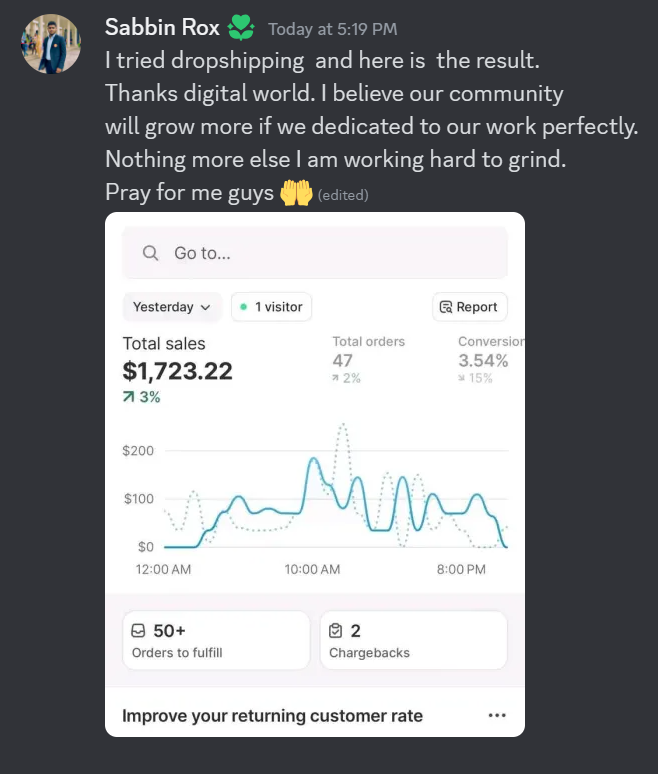 Sabbin Rox Today at 5:19 PM
I tried dropshipping and here is the result.
Thanks digital world. I believe our community
will grow more if we dedicated to our work perfectly.
Nothing more else I am working hard to grind.
Pray for me guys 🤲 (edited)
Go to...
Yesterday 1 visitor Report
Total sales Total orders Conversion
$1,723.22 47 3.54%
3% 2% 15%
$200
$100
$0
12:00 AM 10:00 AM 8:00 PM
50+ 2
Orders to fulfill Chargebacks
Improve your returning customer rate